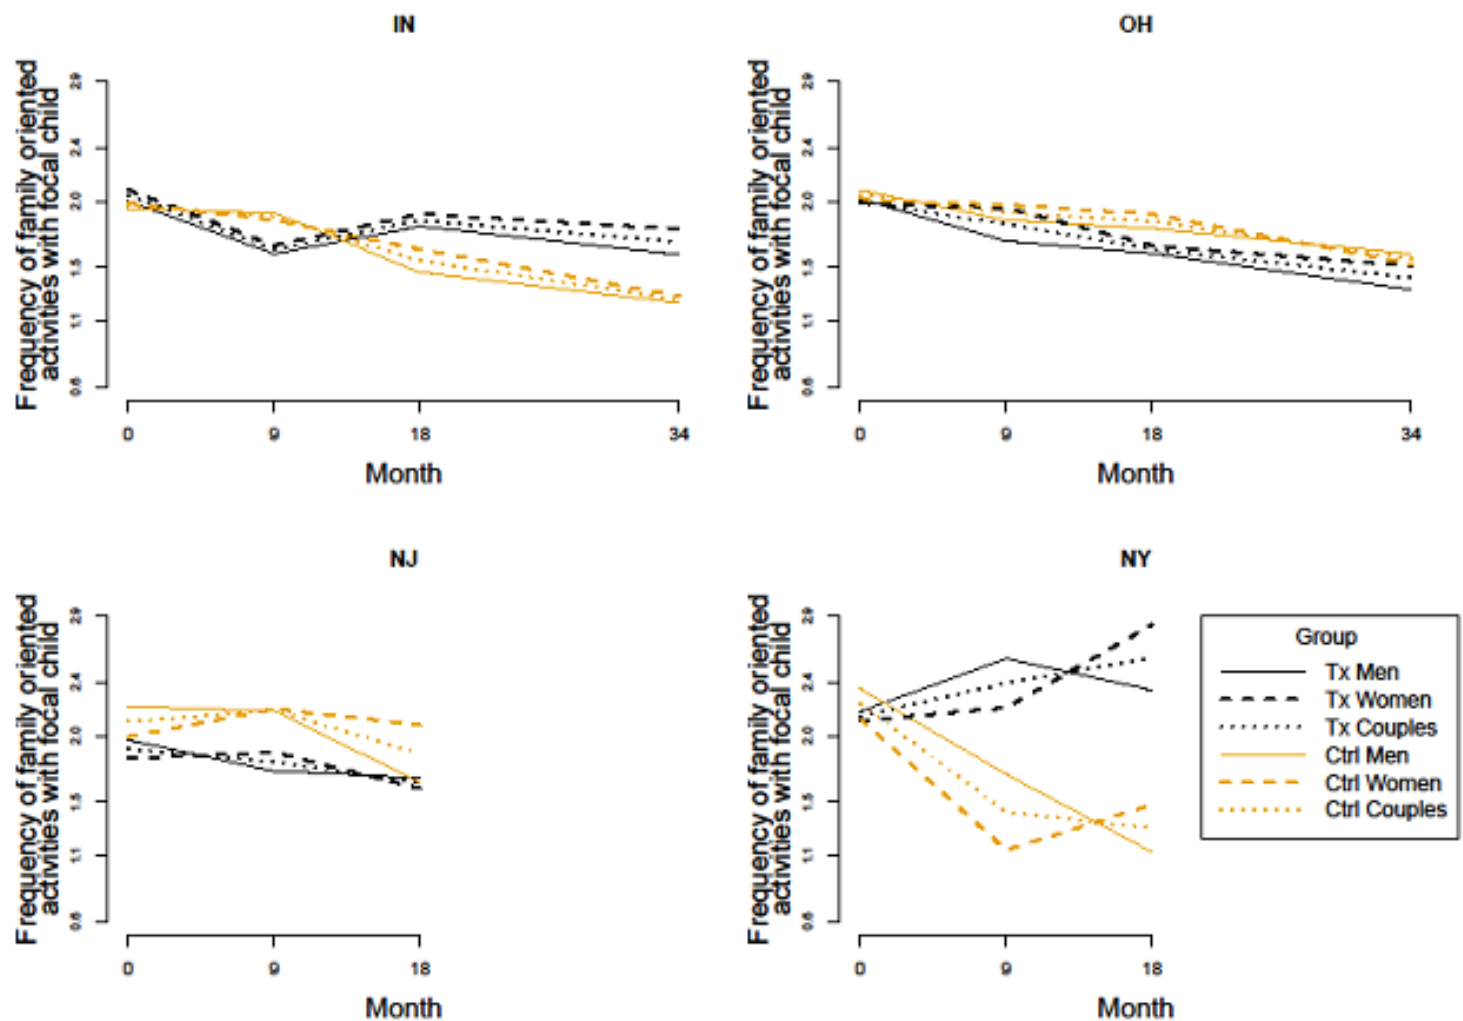 IN
Frequency of family oriented
activities with focal child
2.9
2.4
2.0
1.5
1.1
0.6
0 9 18 34
Month
OH
Frequency of family oriented
activities with focal child
2.9
2.4
2.0
1.5
1.1
0.6
0 9 18 34
Month
NJ
Frequency of family oriented
activities with focal child
2.9
2.4
2.0
1.5
1.1
0.6
0 9 18
Month
NY
Frequency of family oriented
activities with focal child
2.9
2.4
2.0
1.5
1.1
0.6
0 9 18
Month
Group
Tx Men
Tx Women
Tx Couples
Ctrl Men
Ctrl Women
Ctrl Couples